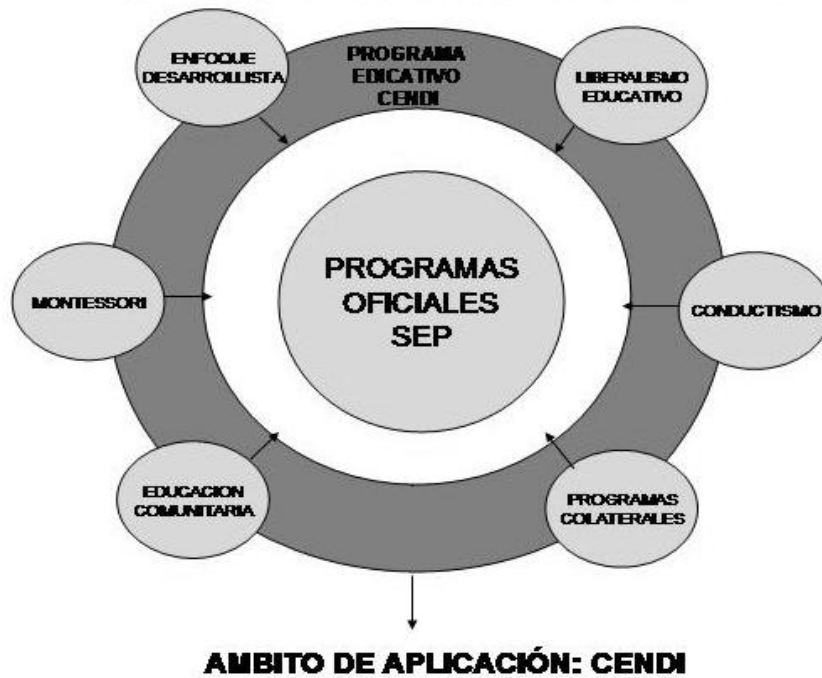 ENFOQUE
DESARROLLISTA
PROGRAMA
EDICATIVO
CENDI
LIBERALISMO
EDUCATIVO
MONTESSORI
PROGRAMAS
OFICIALES
SEP
CONDUCTISMO
EDUCACION
COMUNITARIA
PROGRAMAS
COLATERALES
AMBITO DE APLICACIÓN: CENDI